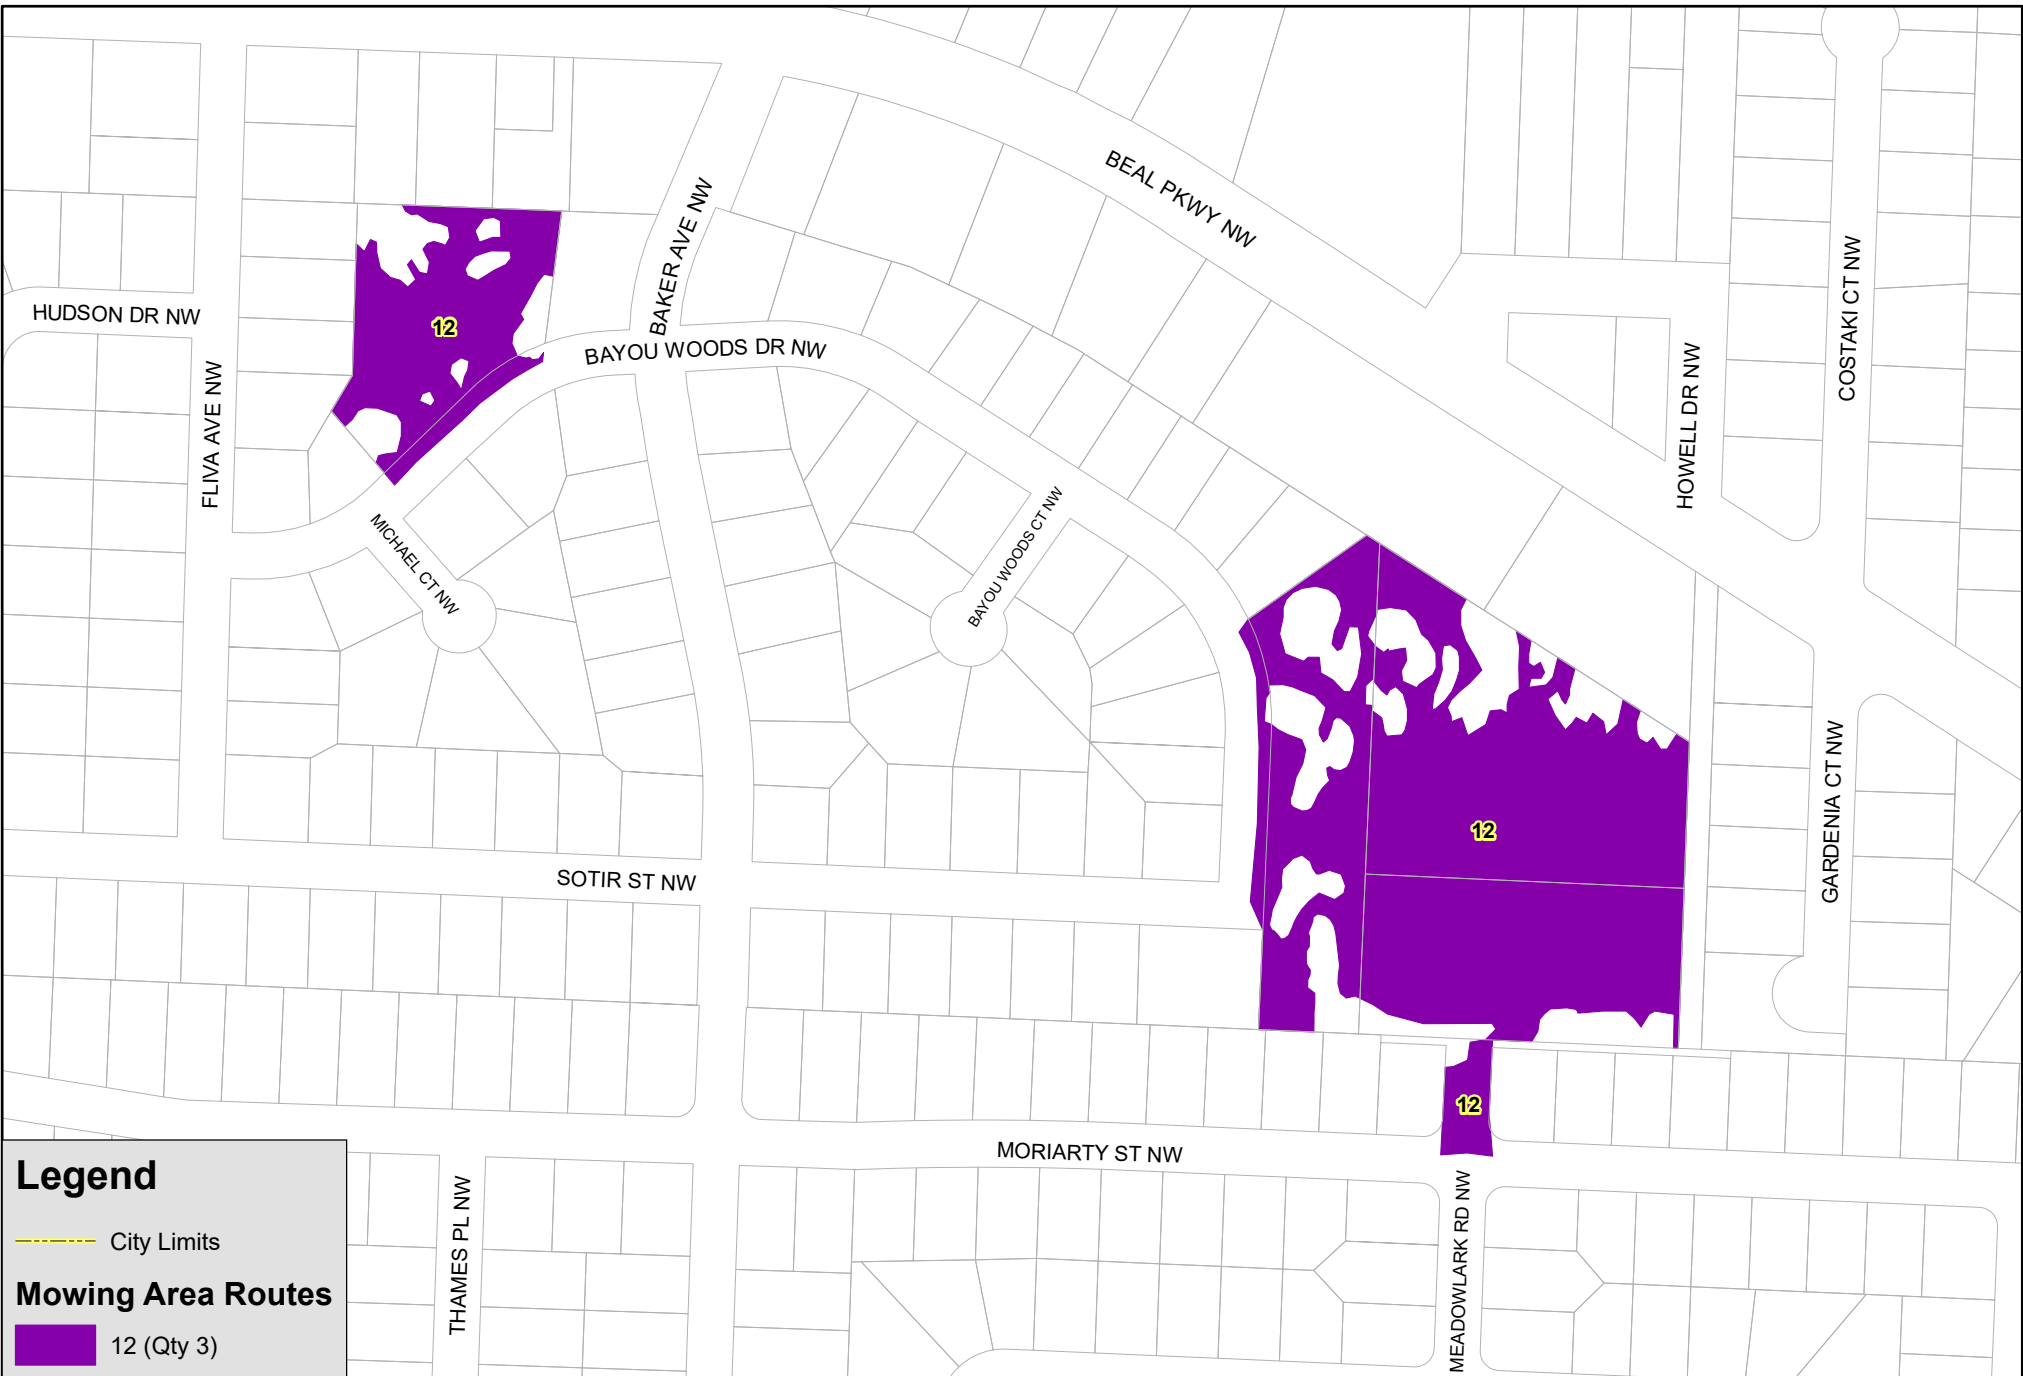 BEAL PKWY NW
BAKER AVE NW
COSTAKI CT NW
HUDSON DR NW
12
BAYOU WOODS DR NW
FLIVA AVE NW
HOWELL DR NW
MICHAEL CT NW
BAYOU WOODS CT NW
GARDENIA CT NW
12
SOTIR ST NW
12
MORIARTY ST NW
THAMES PL NW
MEADOWLARK RD NW
Legend
City Limits
Mowing Area Routes
12 (Qty 3)